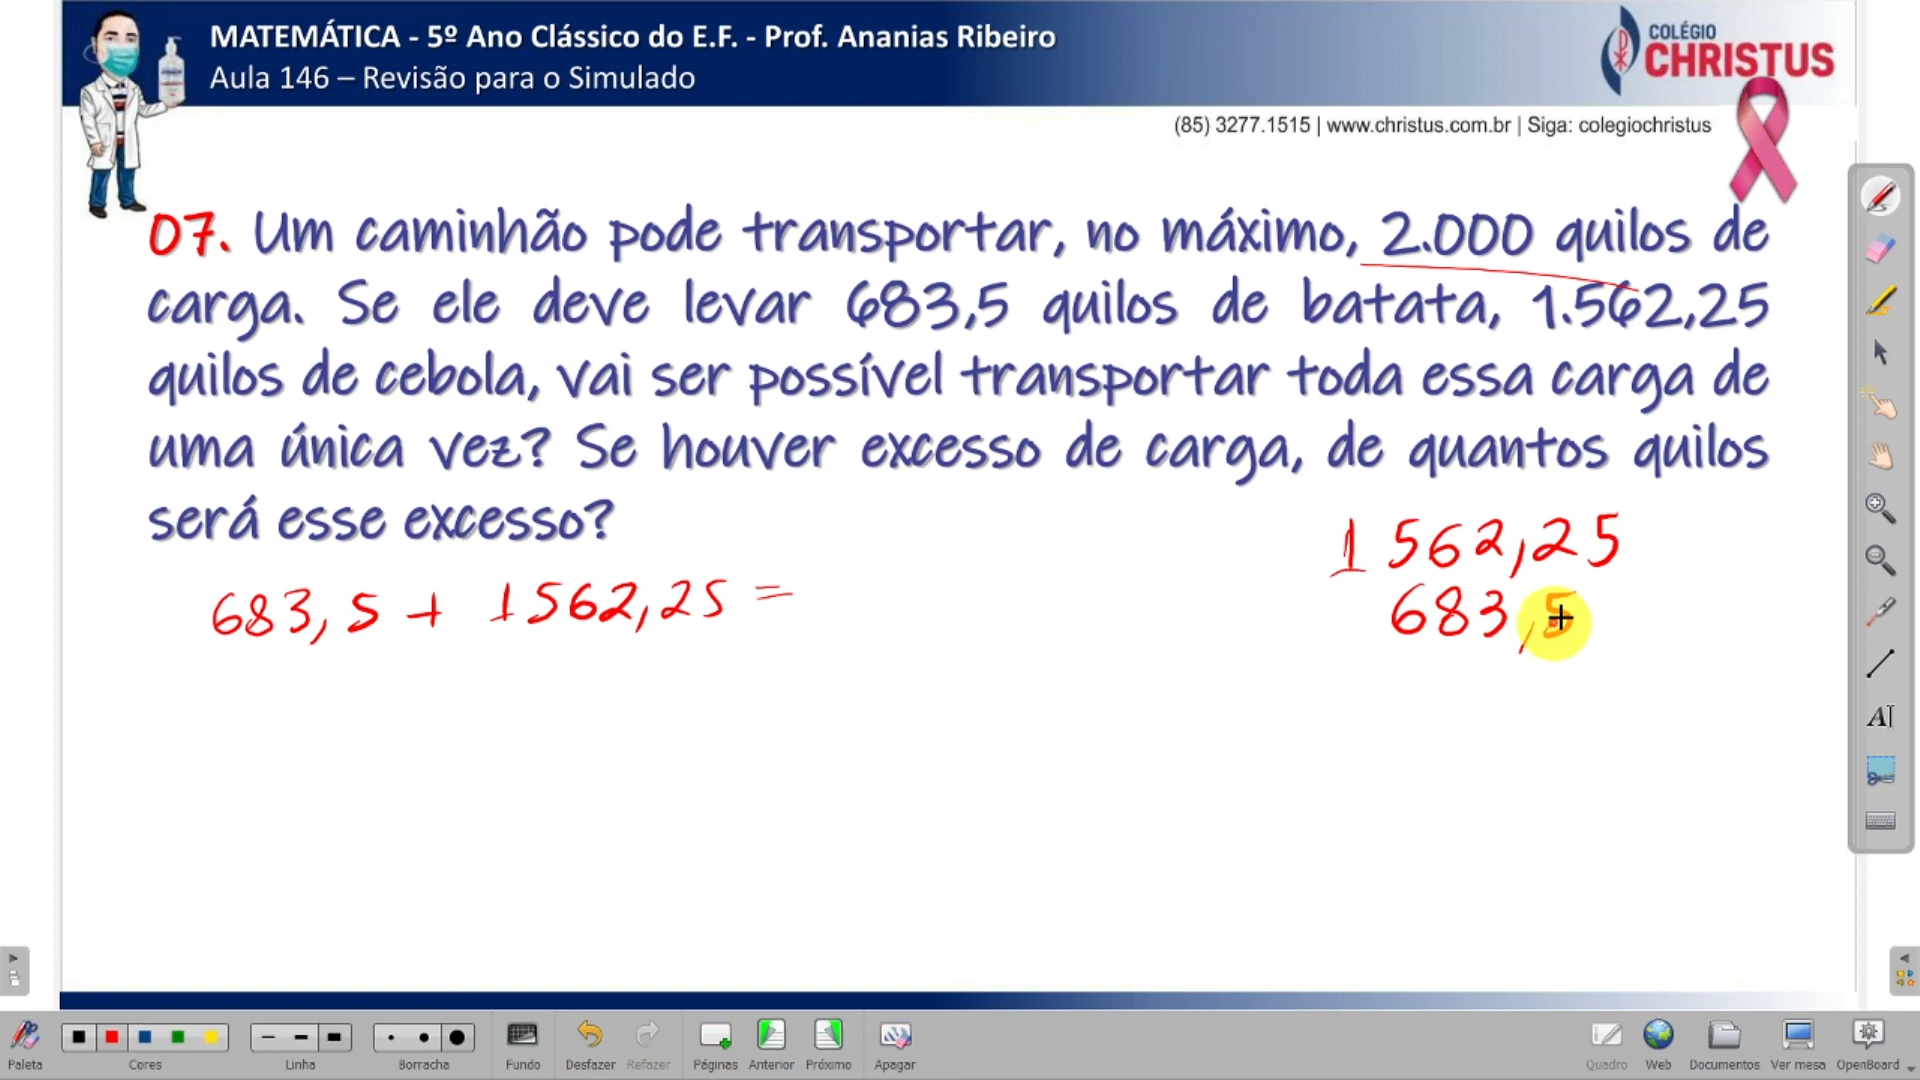 MATEMÁTICA - 5º Ano Clássico do E.F. - Prof. Ananias Ribeiro
Aula 146 – Revisão para o Simulado
COLÉGIO
CHRISTUS
(85) 3277.1515 | www.christus.com.br | Siga: colegiochristus
07. Um caminhão pode transportar, no máximo, 2.000 quilos de
carga. Se ele deve levar 683,5 quilos de batata, 1.562,25
quilos de cebola, vai ser possível transportar toda essa carga de
uma única vez? Se houver excesso de carga, de quantos quilos
será esse excesso?
1 562,25
683,5
683,5 + 1562,25 =
Paleta
Cores
Linha
Borracha
Fundo
Desfazer
Refazer
Páginas
Anterior
Próximo
Apagar
Quadro
Web
Documentos
Ver mesa
OpenBoard